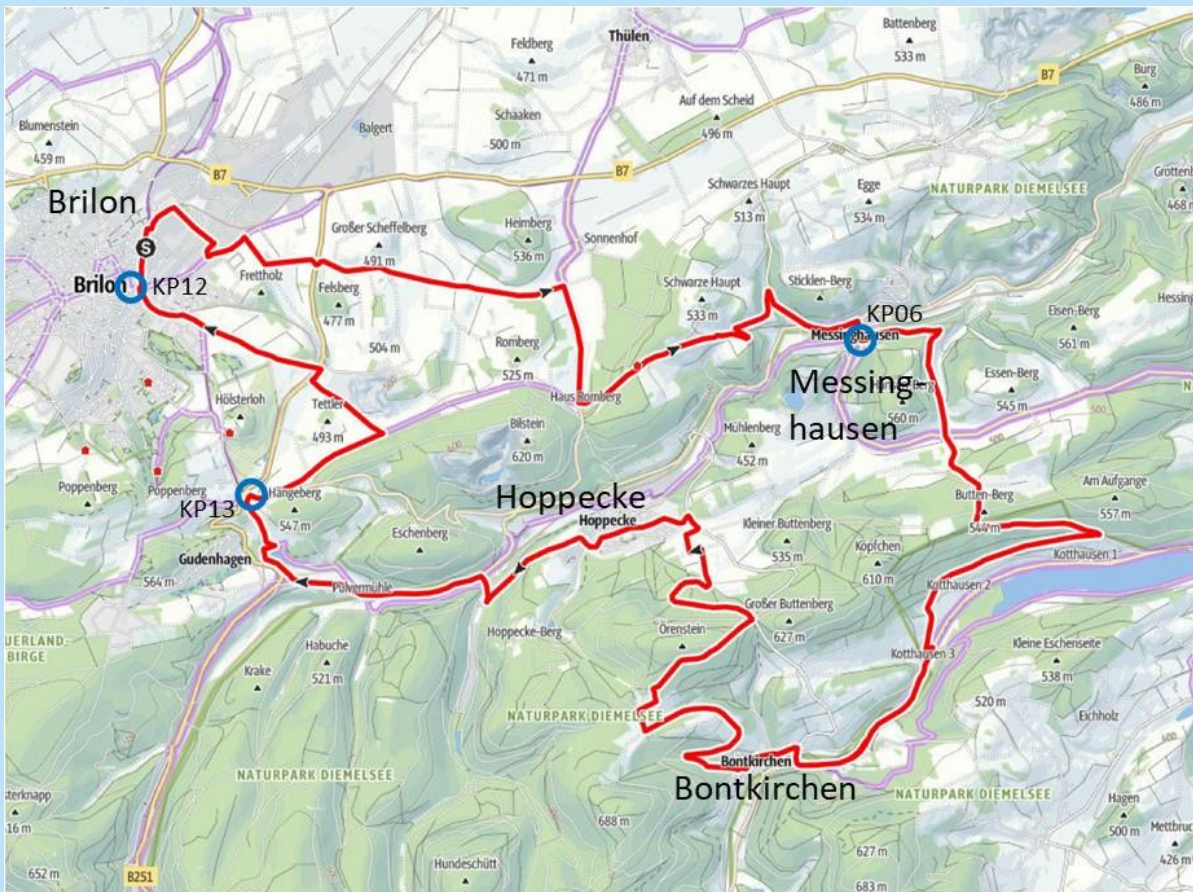 Thülen
Feldberg
471 m
Battenberg
533 m
B7
Burg
486 m
Blumenstein
459 m
Balgert
Schaaken
500 m
Auf dem Scheid
496 m
B7
B7
Schwarzes Haupt
513 m
Egge
534 m
NATURPARK DIEMELSEE
468 m
Brilon
Großer Scheffelberg
491 m
Heimberg
536 m
Sonnenhof
S
Brilon
KP12
Frettholz
Felsberg
477 m
Schwarze Haupt
533 m
Sticklen-Berg
KP06
Messinghausen
Eisen-Berg
561 m
504 m
Romberg
525 m
Messing-
hausen
560 m
Essen-Berg
545 m
Hölsterloh
Tettler
493 m
Haus Romberg
Bilstein
620 m
Mühlenberg
452 m
Poppenberg
Poppenberg
KP13
Hängeberg
547 m
Hoppecke
Hoppecke
Butten-Berg
544
Am Aufgange
557 m
Eschenberg
Kleiner Buttenberg
535 m
Köpfchen
610 m
Kotthausen 1
Gudenhagen
564 m
Pulvermühle
Kotthausen 2
Großer Buttenberg
627 m
Hoppecke-Berg
Örenstein
Habuche
521 m
Krake
Kotthausen 3
Kleine Eschenseite
538 m
520 m
Eichholz
NATURPARK DIEMELSEE
NATURPARK DIEMELSEE
Bontkirchen
Bontkirchen
NATURPARK DIEMELSEE
688 m
Hagen
500 m
426 m
652 m
B251
Hundeschütt
627 m
683 m